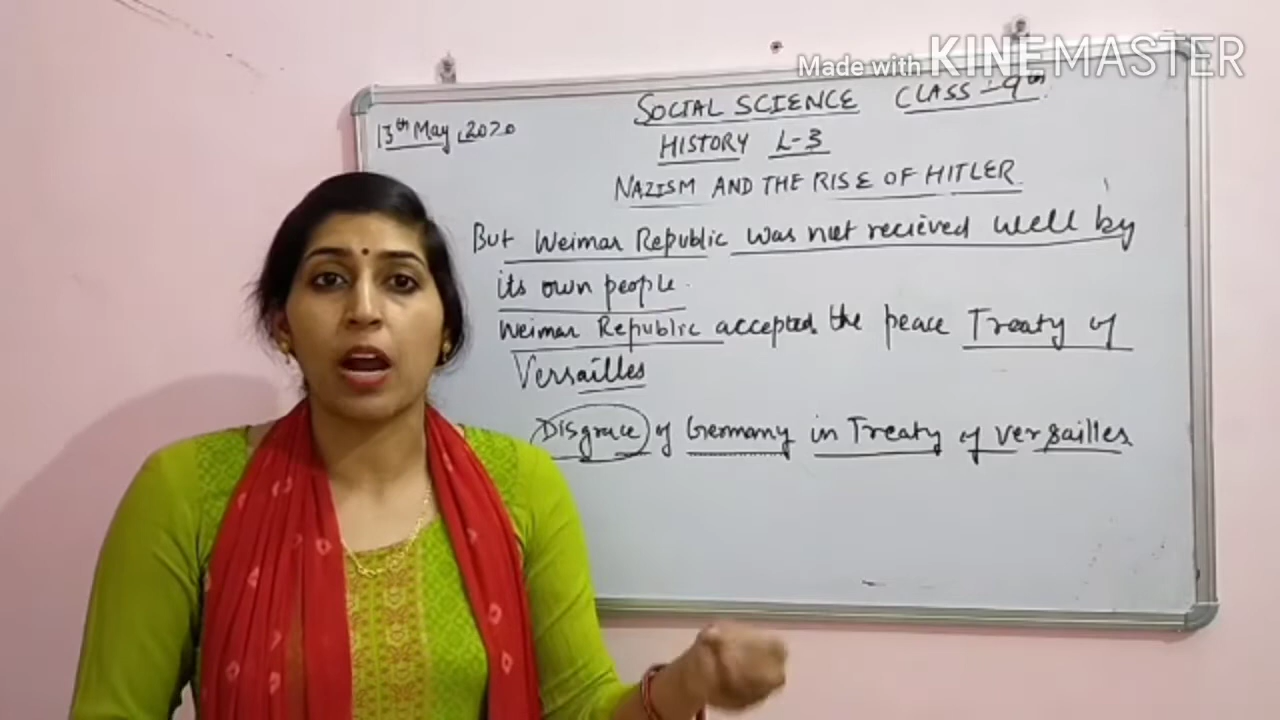 Made with KINEMASTER
13th May, 2020
SOCIAL SCIENCE CLASS - 9th
HISTORY L-3
NAZISM AND THE RISE OF HITLER
But Weimar Republic was not recieved well by
its own people.
Weimar Republic accepted the peace Treaty of
Versailles
Disgrace of Germany in Treaty of versailles